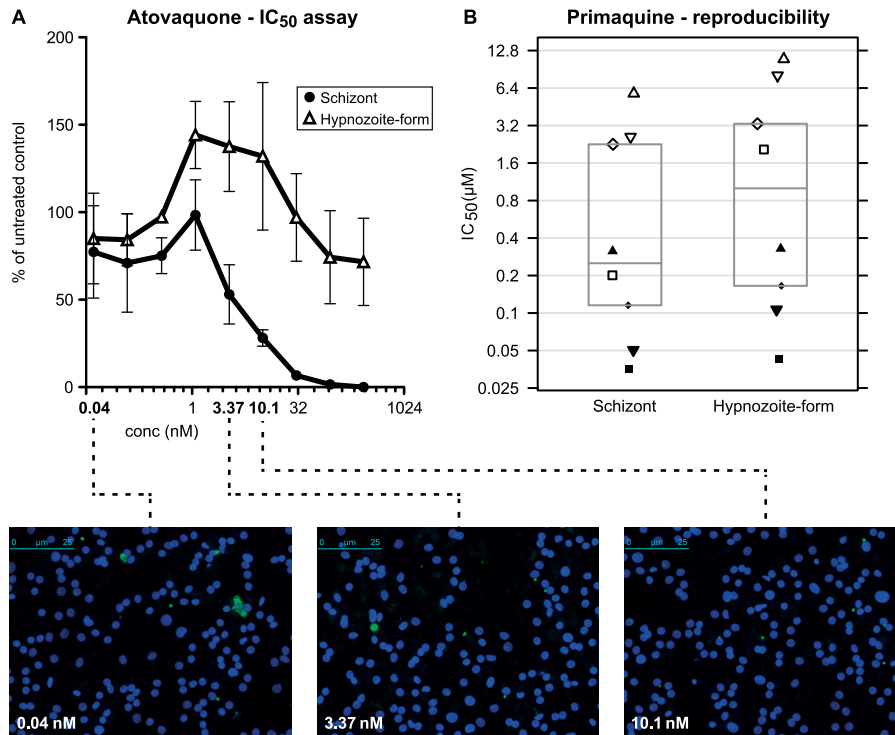 A
Atovaquone - IC50 assay
200
150
100
50
0
% of untreated control
Schizont
Hypnozoite-form
0.04
1
3.37
10.1
32
1024
conc (nM)
B
Primaquine - reproducibility
12.8
6.4
3.2
1.6
0.8
0.4
0.2
0.1
0.05
0.025
IC50(µM)
Schizont
Hypnozoite-form
0 µm 25
0.04 nM
0 µm 25
3.37 nM
0 µm 25
10.1 nM